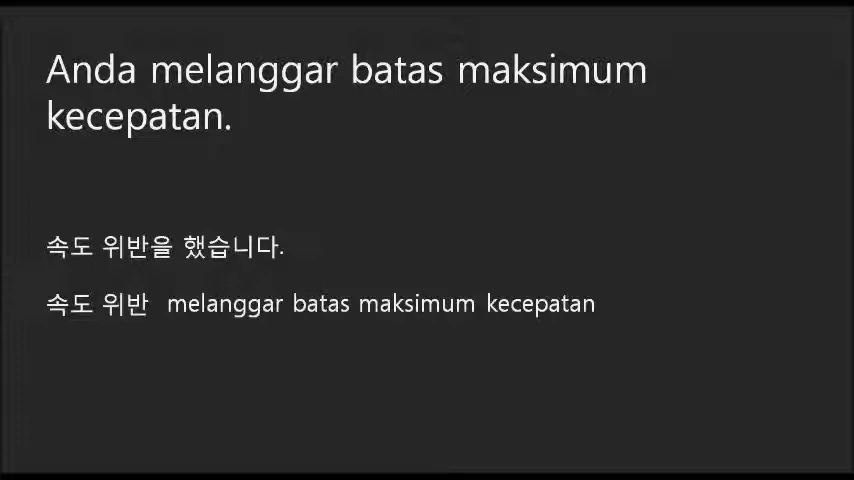 Anda melanggar batas maksimum
kecepatan.
속도 위반을 했습니다.
속도 위반 melanggar batas maksimum kecepatan